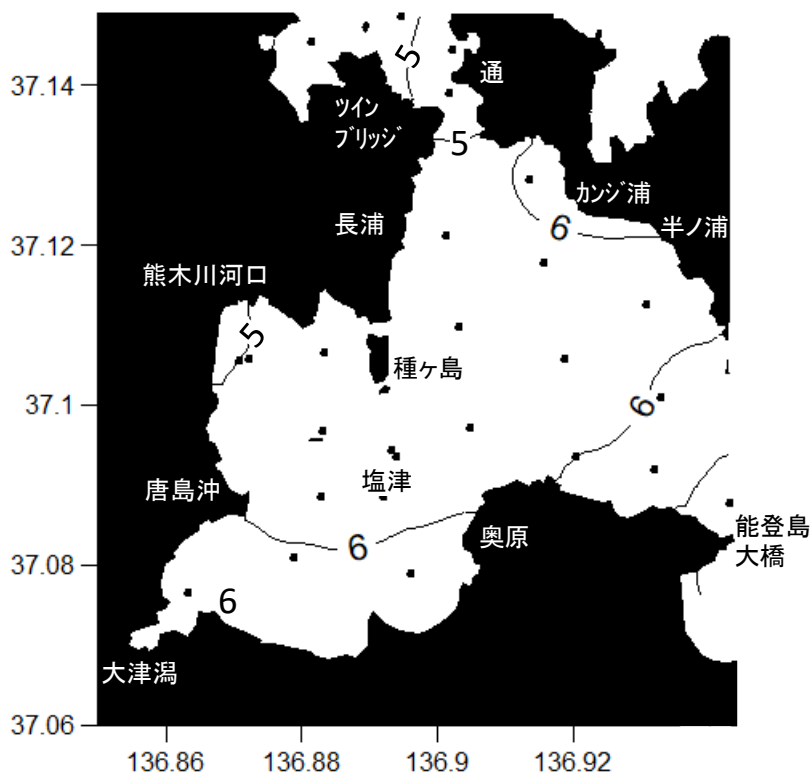 37.14
5
通
ツイン
ブリッジ
5
カンジ浦
6
半ノ浦
長浦
37.12
熊木川河口
5
種ヶ島
37.1
6
唐島沖
塩津
6
奥原
能登島
大橋
37.08
6
大津潟
37.06
136.86
136.88
136.9
136.92